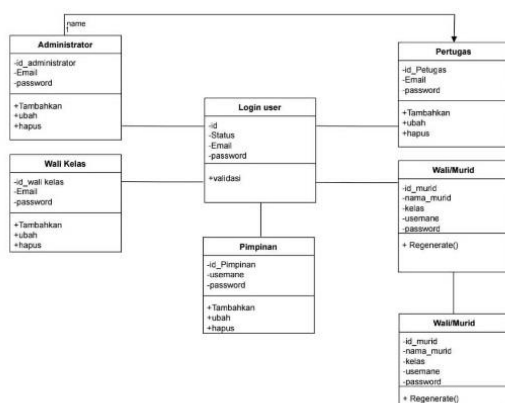 name
1
Administrator
-id_administrator
-Email
-password
+Tambahkan
+ubah
+hapus
Pertugas
-id_Petugas
-Email
-password
+Tambahkan
+ubah
+hapus
Login user
-id
-Status
-Email
-password
+validasi
Wali Kelas
-id_wali kelas
-Email
-password
+Tambahkan
+ubah
+hapus
Wali/Murid
-id_murid
-nama_murid
-kelas
-usemane
-password
+ Regenerate()
Pimpinan
-id_Pimpinan
-usemane
-password
+Tambahkan
+ubah
+hapus
Wali/Murid
-id_murid
-nama_murid
-kelas
-usemane
-password
+ Regenerate()